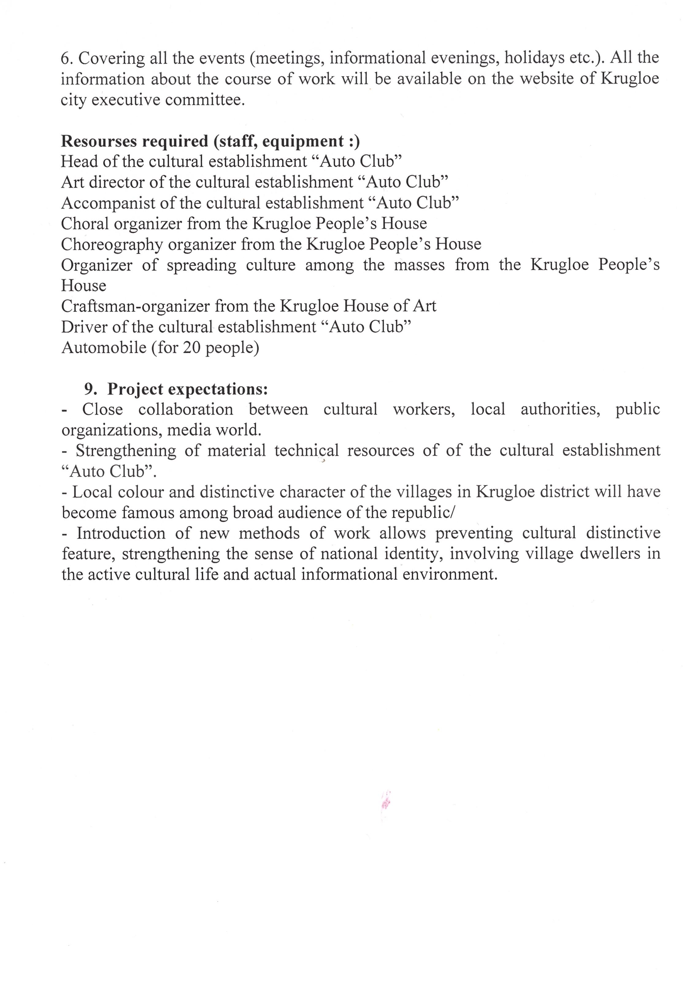 6. Covering all the events (meetings, informational evenings, holidays etc.). All the
information about the course of work will be available on the website of Krugloe
city executive committee.
Resourses required (staff, equipment :)
Head of the cultural establishment “Auto Club”
Art director of the cultural establishment “Auto Club”
Accompanist of the cultural establishment “Auto Club”
Choral organizer from the Krugloe People’s House
Choreography organizer from the Krugloe People’s House
Organizer of spreading culture among the masses from the Krugloe People’s
House
Craftsman-organizer from the Krugloe House of Art
Driver of the cultural establishment “Auto Club”
Automobile (for 20 people)
9. Project expectations:
- Close collaboration between cultural workers, local authorities, public
organizations, media world.
- Strengthening of material technical resources of of the cultural establishment
“Auto Club”.
- Local colour and distinctive character of the villages in Krugloe district will have
become famous among broad audience of the republic/
- Introduction of new methods of work allows preventing cultural distinctive
feature, strengthening the sense of national identity, involving village dwellers in
the active cultural life and actual informational environment.